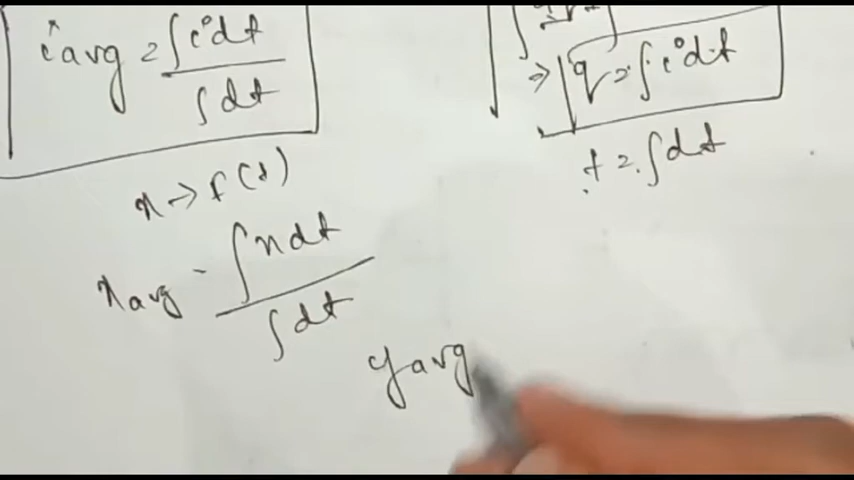 i avg = ∫i dt / ∫dt
⇒ q = ∫i dt
t = ∫dt
x → f(t)
x avg - ∫x dt / ∫dt
y avg